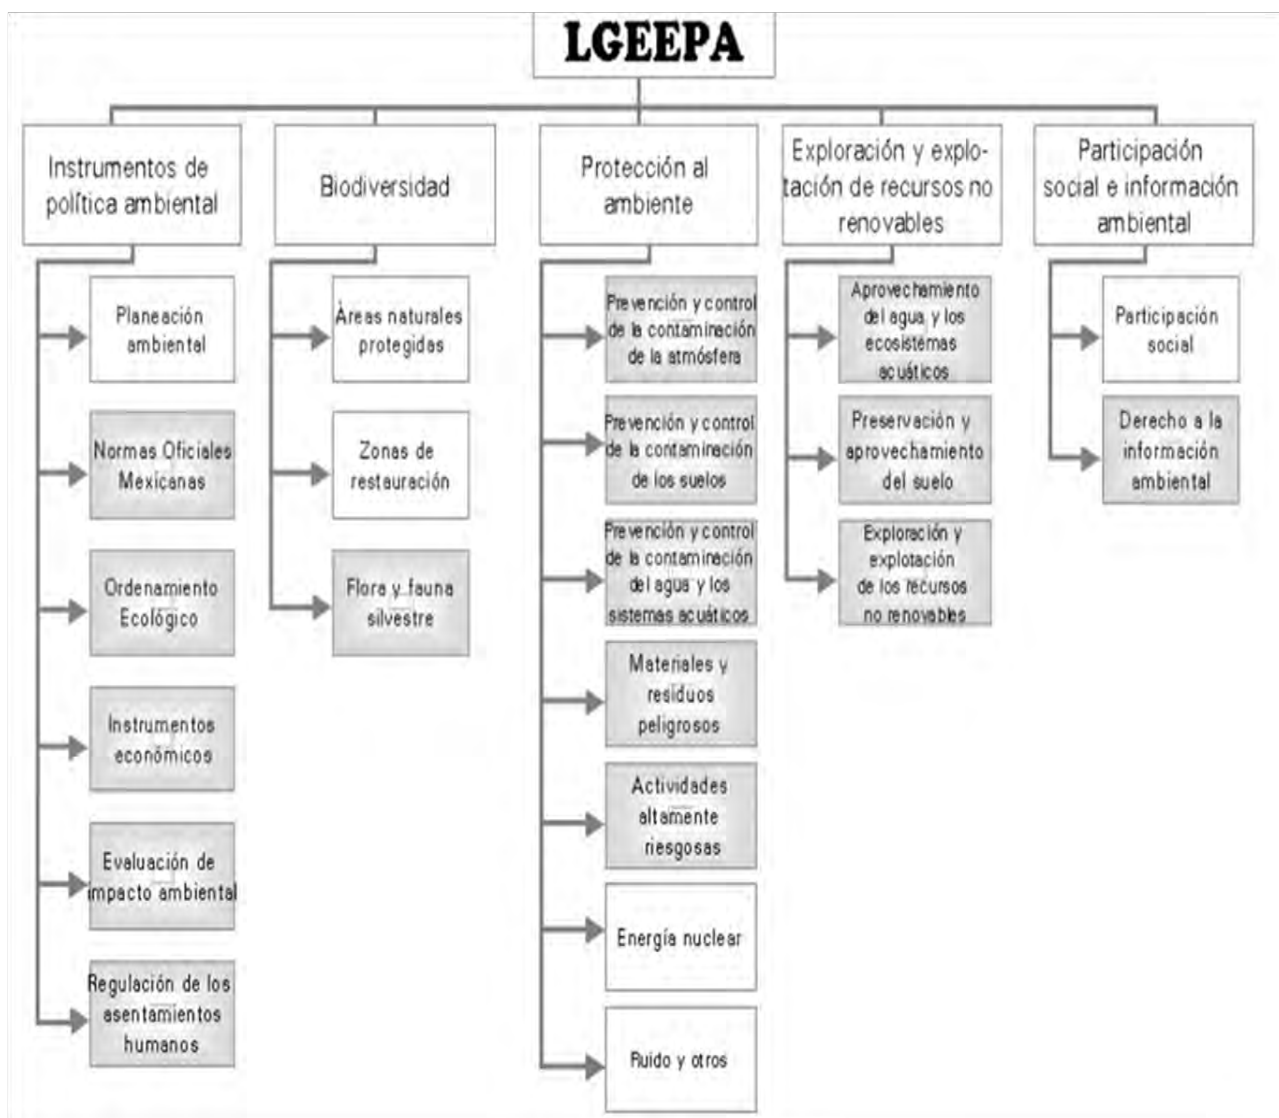 LGEEPA
Instrumentos de
política ambiental
Planeación
ambiental
Normas Oficiales
Mexicanas
Ordenamiento
Ecológico
Instrumentos
económicos
Evaluación de
impacto ambiental
Regulación de los
asentamientos
humanos
Biodiversidad
Áreas naturales
protegidas
Zonas de
restauración
Flora y fauna
silvestre
Protección al
ambiente
Prevención y control
de la contaminación
de la atmósfera
Prevención y control
de la contaminación
de los suelos
Prevención y control
de la contaminación
del agua y los
sistemas acuáticos
Materiales y
residuos
peligrosos
Actividades
altamente
riesgosas
Energía nuclear
Ruido y otros
Exploración y explo-
tación de recursos no
renovables
Aprovechamiento
del agua y los
ecosistemas
acuáticos
Preservación y
aprovechamiento
del suelo
Exploración y
explotación
de los recursos
no renovables
Participación
social e información
ambiental
Participación
social
Derecho a la
información
ambiental